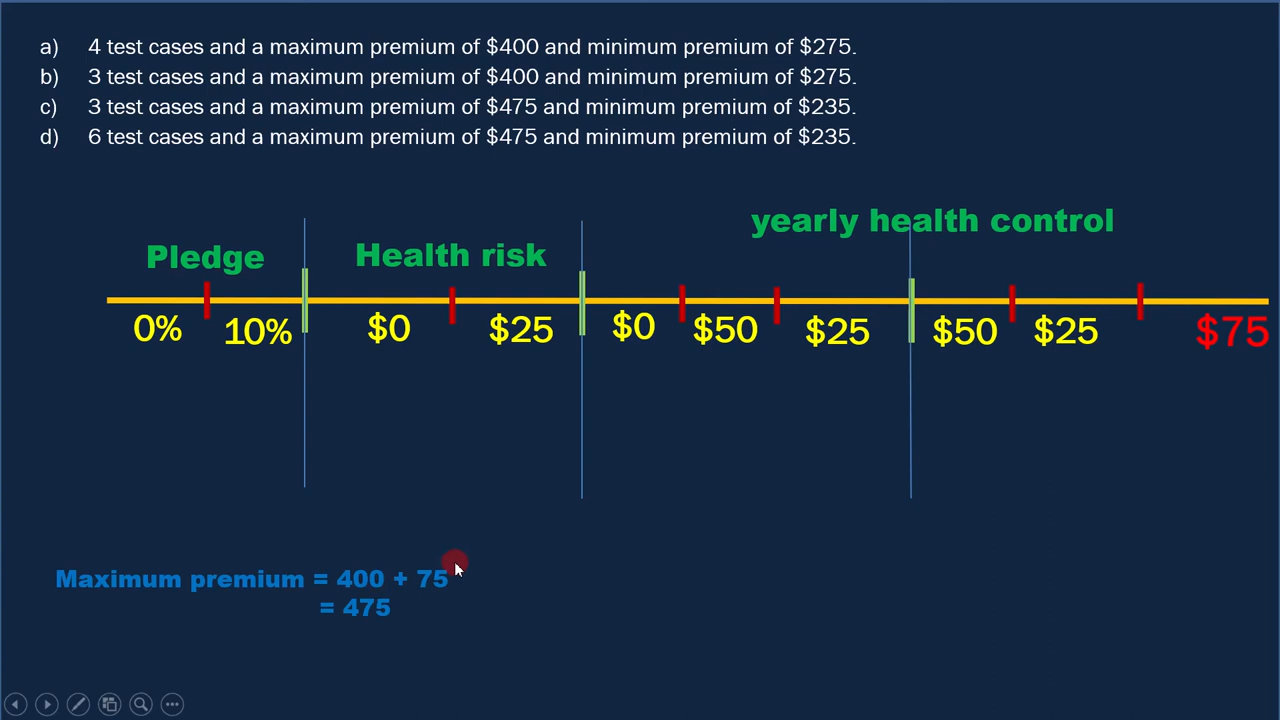 a) 4 test cases and a maximum premium of $400 and minimum premium of $275.
b) 3 test cases and a maximum premium of $400 and minimum premium of $275.
c) 3 test cases and a maximum premium of $475 and minimum premium of $235.
d) 6 test cases and a maximum premium of $475 and minimum premium of $235.
yearly health control
Pledge Health risk
0% 10% $0 $25 $0 $50 $25 $50 $25 $75
Maximum premium = 400 + 75
= 475